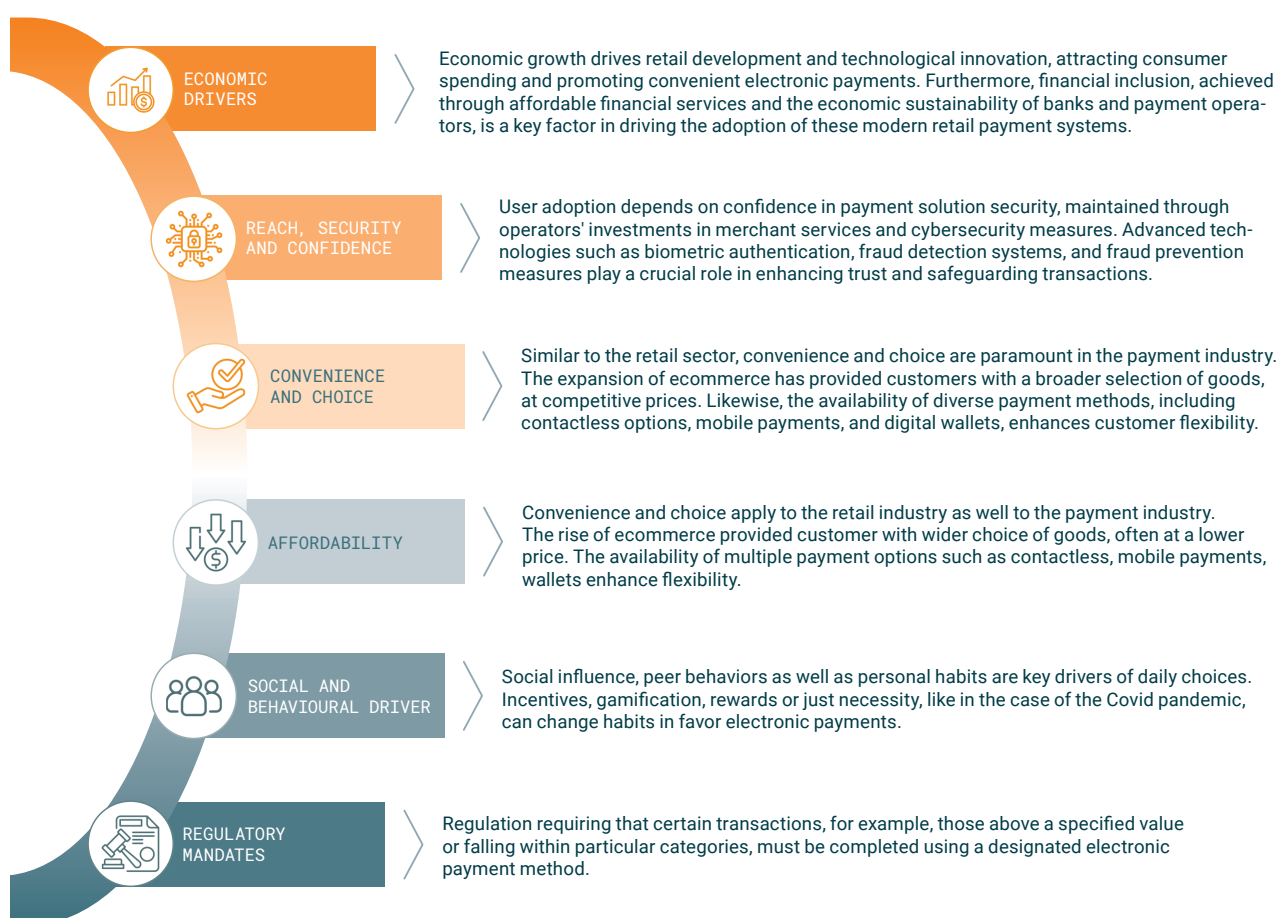 ECONOMIC
DRIVERS
Economic growth drives retail development and technological innovation, attracting consumer
spending and promoting convenient electronic payments. Furthermore, financial inclusion, achieved
through affordable financial services and the economic sustainability of banks and payment opera-
tors, is a key factor in driving the adoption of these modern retail payment systems.
REACH, SECURITY
AND CONFIDENCE
User adoption depends on confidence in payment solution security, maintained through
operators' investments in merchant services and cybersecurity measures. Advanced tech-
nologies such as biometric authentication, fraud detection systems, and fraud prevention
measures play a crucial role in enhancing trust and safeguarding transactions.
CONVENIENCE
AND CHOICE
Similar to the retail sector, convenience and choice are paramount in the payment industry.
The expansion of ecommerce has provided customers with a broader selection of goods,
at competitive prices. Likewise, the availability of diverse payment methods, including
contactless options, mobile payments, and digital wallets, enhances customer flexibility.
AFFORDABILITY
Convenience and choice apply to the retail industry as well to the payment industry.
The rise of ecommerce provided customer with wider choice of goods, often at a lower
price. The availability of multiple payment options such as contactless, mobile payments,
wallets enhance flexibility.
SOCIAL AND
BEHAVIOURAL DRIVER
Social influence, peer behaviors as well as personal habits are key drivers of daily choices.
Incentives, gamification, rewards or just necessity, like in the case of the Covid pandemic,
can change habits in favor electronic payments.
REGULATORY
MANDATES
Regulation requiring that certain transactions, for example, those above a specified value
or falling within particular categories, must be completed using a designated electronic
payment method.